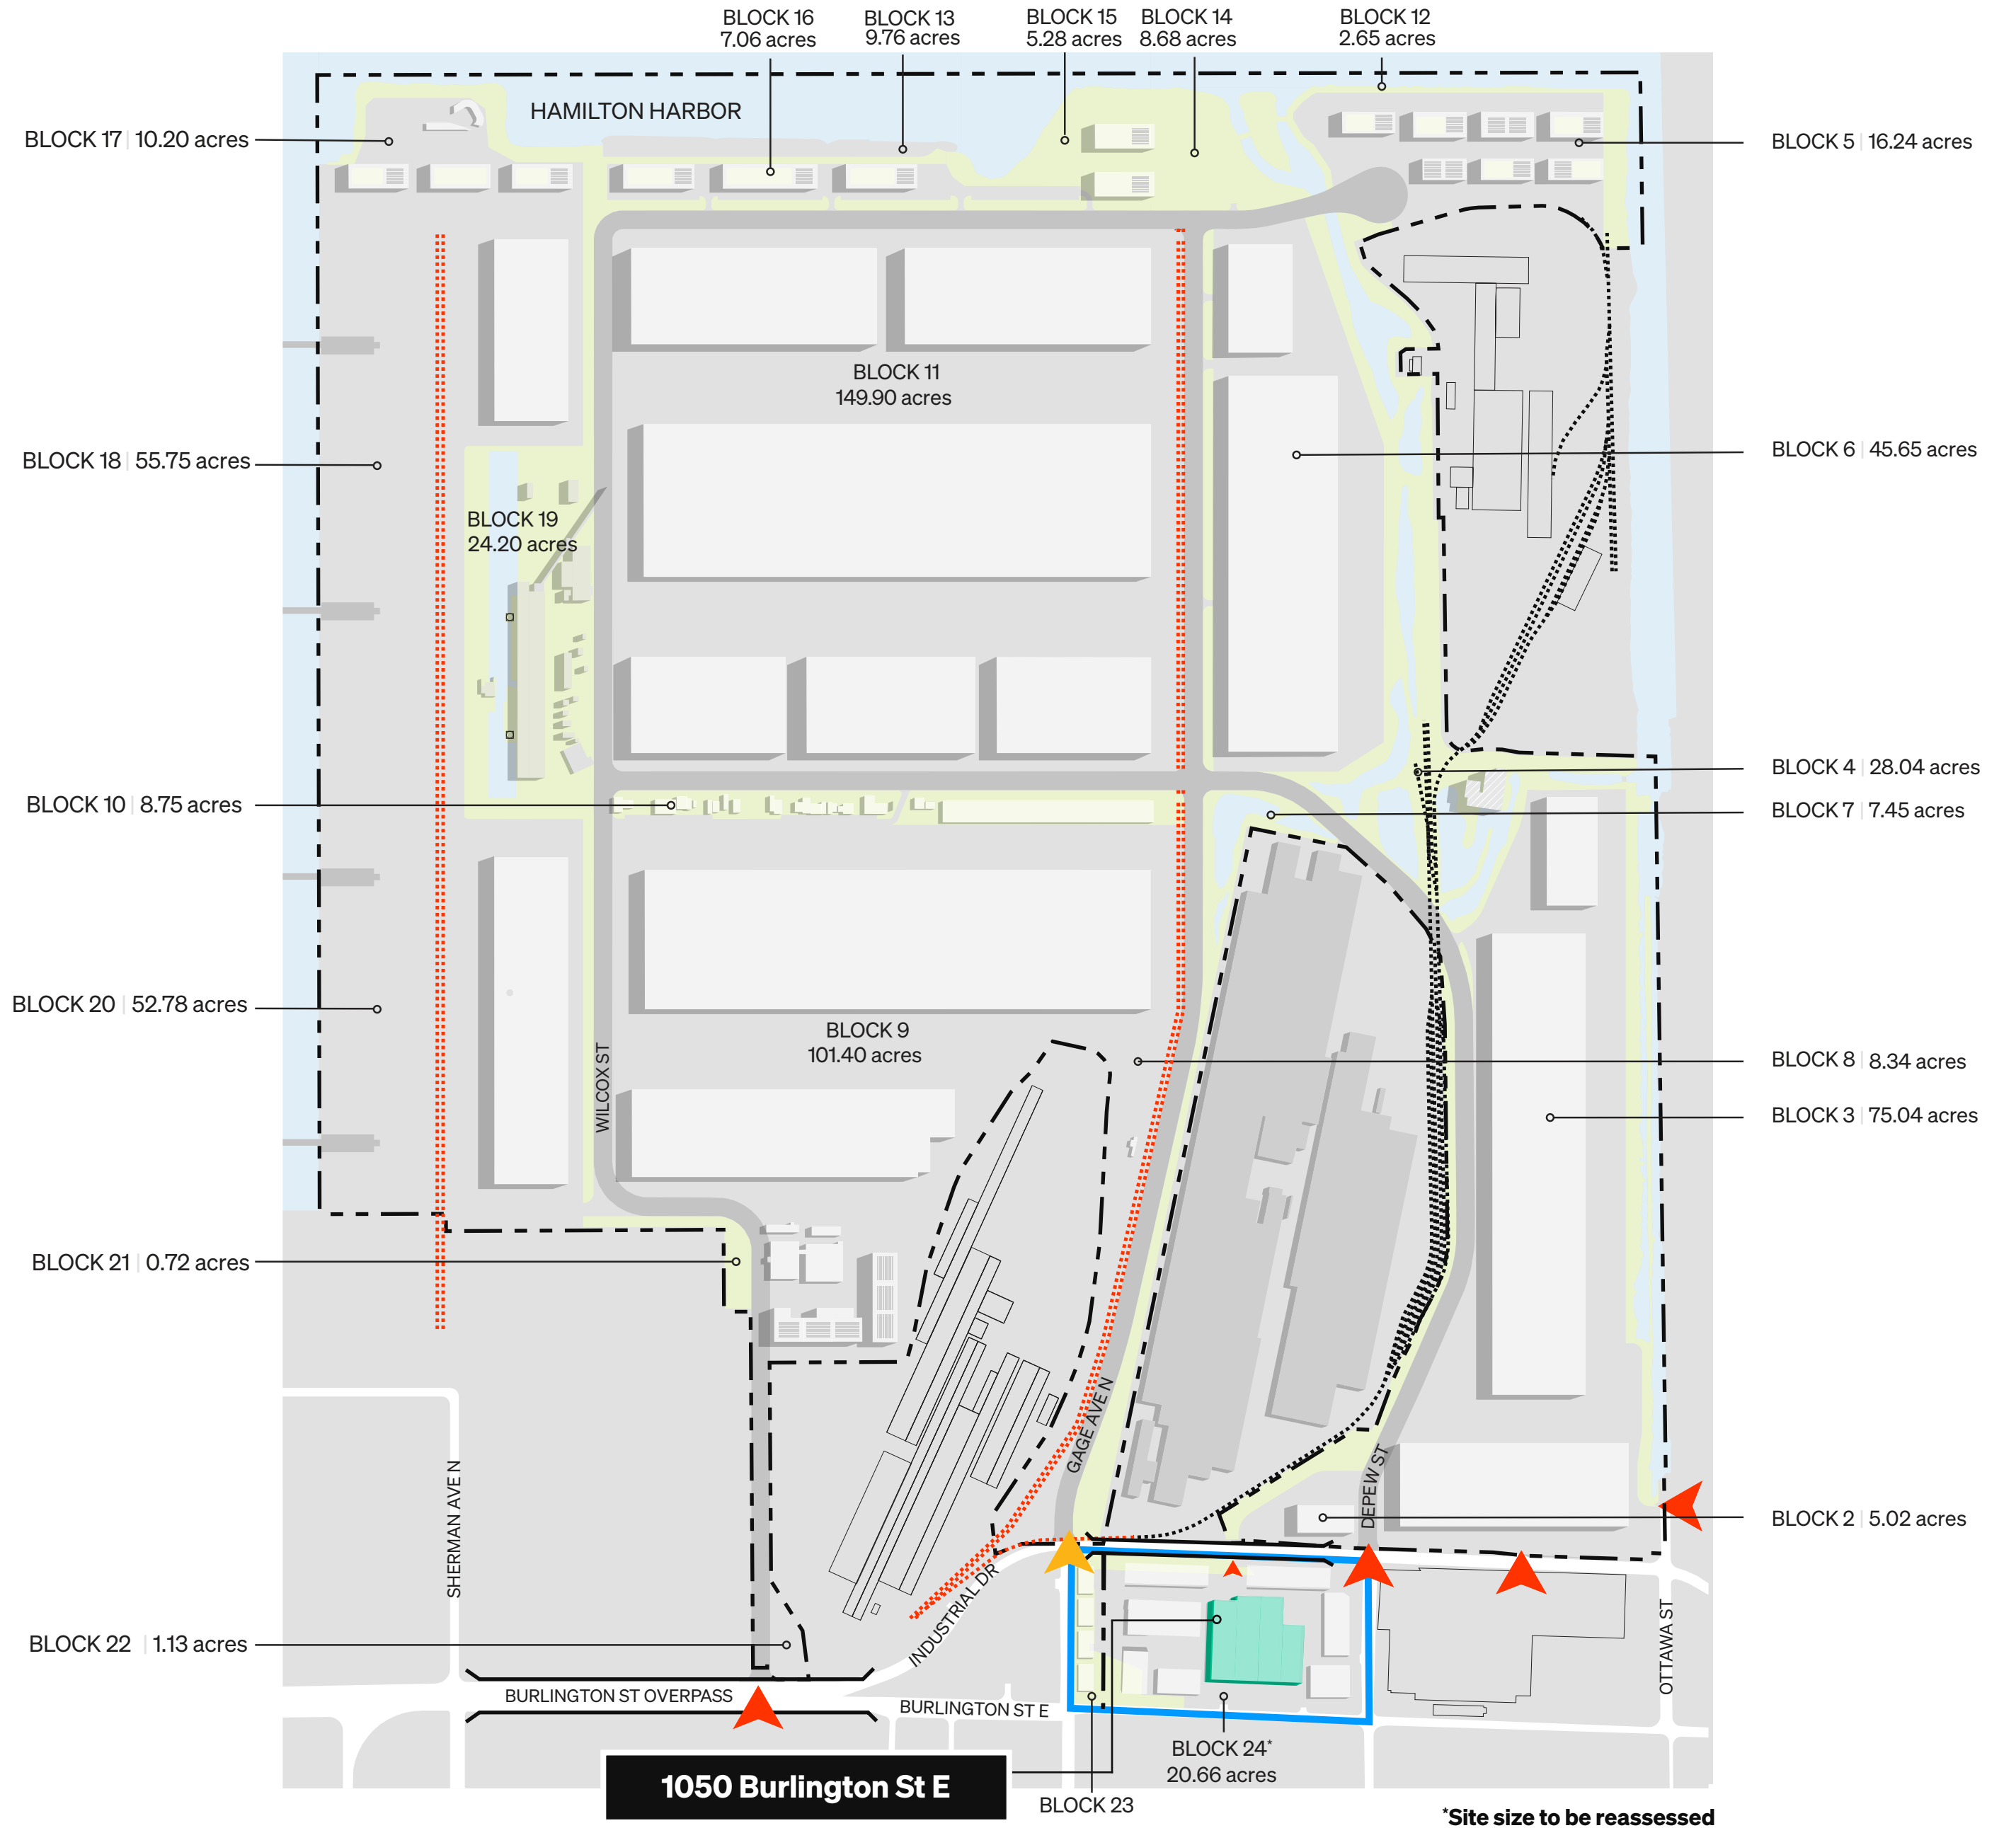 BLOCK 16
7.06 acres
BLOCK 13
9.76 acres
BLOCK 15
5.28 acres
BLOCK 14
8.68 acres
BLOCK 12
2.65 acres
HAMILTON HARBOR
BLOCK 17 | 10.20 acres
BLOCK 5 | 16.24 acres
BLOCK 11
149.90 acres
BLOCK 18 | 55.75 acres
BLOCK 6 | 45.65 acres
BLOCK 19
24.20 acres
BLOCK 4 | 28.04 acres
BLOCK 10 | 8.75 acres
BLOCK 7 | 7.45 acres
BLOCK 20 | 52.78 acres
BLOCK 9
101.40 acres
WILCOX ST
BLOCK 8 | 8.34 acres
BLOCK 3 | 75.04 acres
BLOCK 21 | 0.72 acres
GAGE AVE N
SHERMAN AVE N
DEPEW ST
BLOCK 2 | 5.02 acres
INDUSTRIAL DR
OTTAWA ST
BLOCK 22 | 1.13 acres
BURLINGTON ST OVERPASS
BURLINGTON ST E
BLOCK 24*
20.66 acres
1050 Burlington St E
BLOCK 23
*Site size to be reassessed